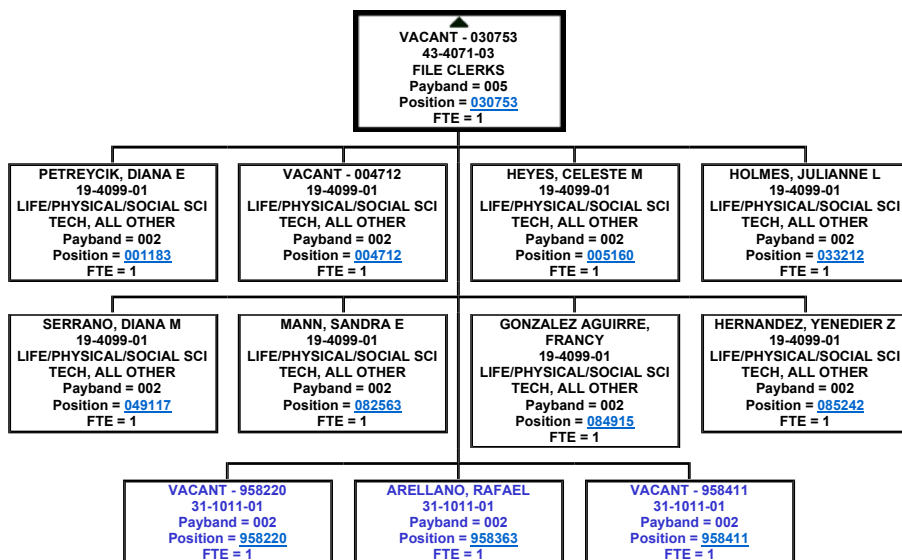 VACANT - 030753
43-4071-03
FILE CLERKS
Payband = 005
Position = 030753
FTE = 1
PETREYCIK, DIANA E
19-4099-01
LIFE/PHYSICAL/SOCIAL SCI
TECH, ALL OTHER
Payband = 002
Position = 001183
FTE = 1
VACANT - 004712
19-4099-01
LIFE/PHYSICAL/SOCIAL SCI
TECH, ALL OTHER
Payband = 002
Position = 004712
FTE = 1
HEYES, CELESTE M
19-4099-01
LIFE/PHYSICAL/SOCIAL SCI
TECH, ALL OTHER
Payband = 002
Position = 005160
FTE = 1
HOLMES, JULIANNE L
19-4099-01
LIFE/PHYSICAL/SOCIAL SCI
TECH, ALL OTHER
Payband = 002
Position = 033212
FTE = 1
SERRANO, DIANA M
19-4099-01
LIFE/PHYSICAL/SOCIAL SCI
TECH, ALL OTHER
Payband = 002
Position = 049117
FTE = 1
MANN, SANDRA E
19-4099-01
LIFE/PHYSICAL/SOCIAL SCI
TECH, ALL OTHER
Payband = 002
Position = 082563
FTE = 1
GONZALEZ AGUIRRE,
FRANCY
19-4099-01
LIFE/PHYSICAL/SOCIAL SCI
TECH, ALL OTHER
Payband = 002
Position = 084915
FTE = 1
HERNANDEZ, YENEDIER Z
19-4099-01
LIFE/PHYSICAL/SOCIAL SCI
TECH, ALL OTHER
Payband = 002
Position = 085242
FTE = 1
VACANT - 958220
31-1011-01
Payband = 002
Position = 958220
FTE = 1
ARELLANO, RAFAEL
31-1011-01
Payband = 002
Position = 958363
FTE = 1
VACANT - 958411
31-1011-01
Payband = 002
Position = 958411
FTE = 1